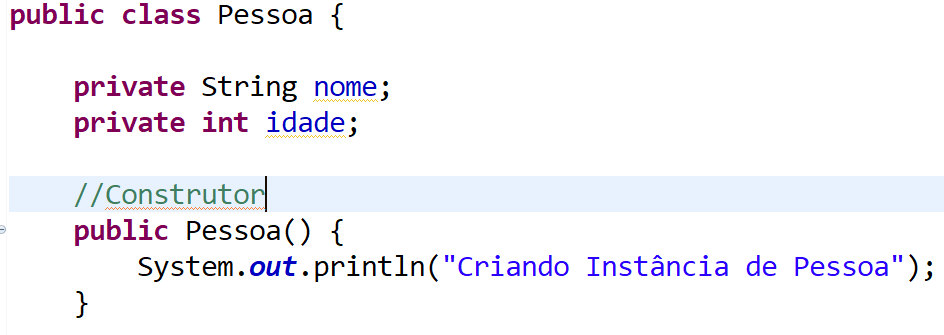 public class Pessoa {
private String nome;
private int idade;
//Construtor
public Pessoa() {
System.out.println("Criando Instância de Pessoa");
}